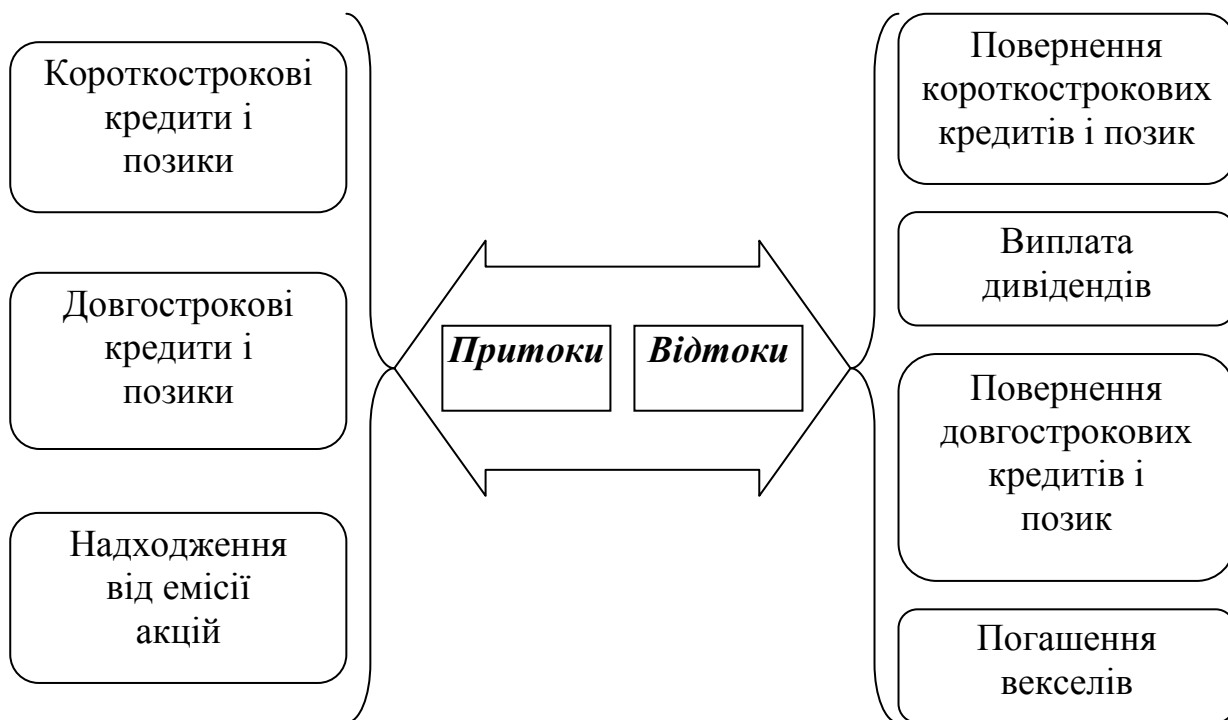 Короткострокові
кредити і
позики
Довгострокові
кредити і
позики
Надходження
від емісії
акцій
Притоки
Відтоки
Повернення
короткострокових
кредитів і позик
Виплата
дивідендів
Повернення
довгострокових
кредитів і
позик
Погашення
векселів